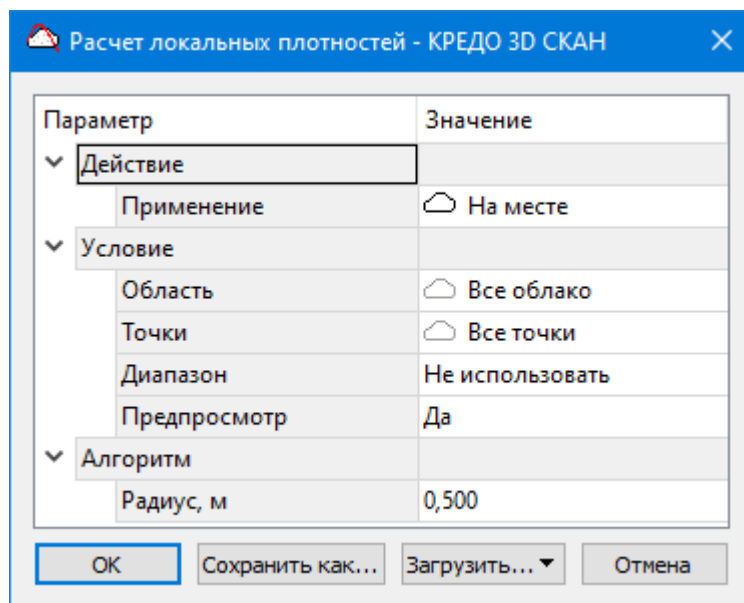 Расчет локальных плотностей - КРЕДО 3D СКАН
Параметр Значение
Действие
Применение На месте
Условие
Область Все облако
Точки Все точки
Диапазон Не использовать
Предпросмотр Да
Алгоритм
Радиус, м 0,500
ОК Сохранить как... Загрузить... Отмена